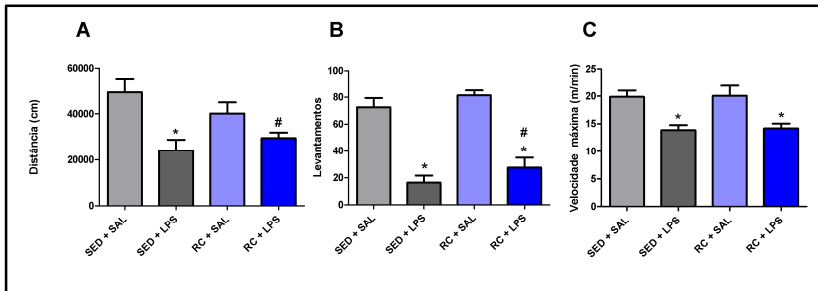 A
Distância (cm)
60000
40000
20000
0
*
#
SED + SAL
SED + LPS
RC + SAL
RC + LPS
B
Levantamentos
100
80
60
40
20
0
*
#
*
SED + SAL
SED + LPS
RC + SAL
RC + LPS
C
Velocidade máxima (m/min)
25
20
15
10
5
0
*
*
SED + SAL
SED + LPS
RC + SAL
RC + LPS